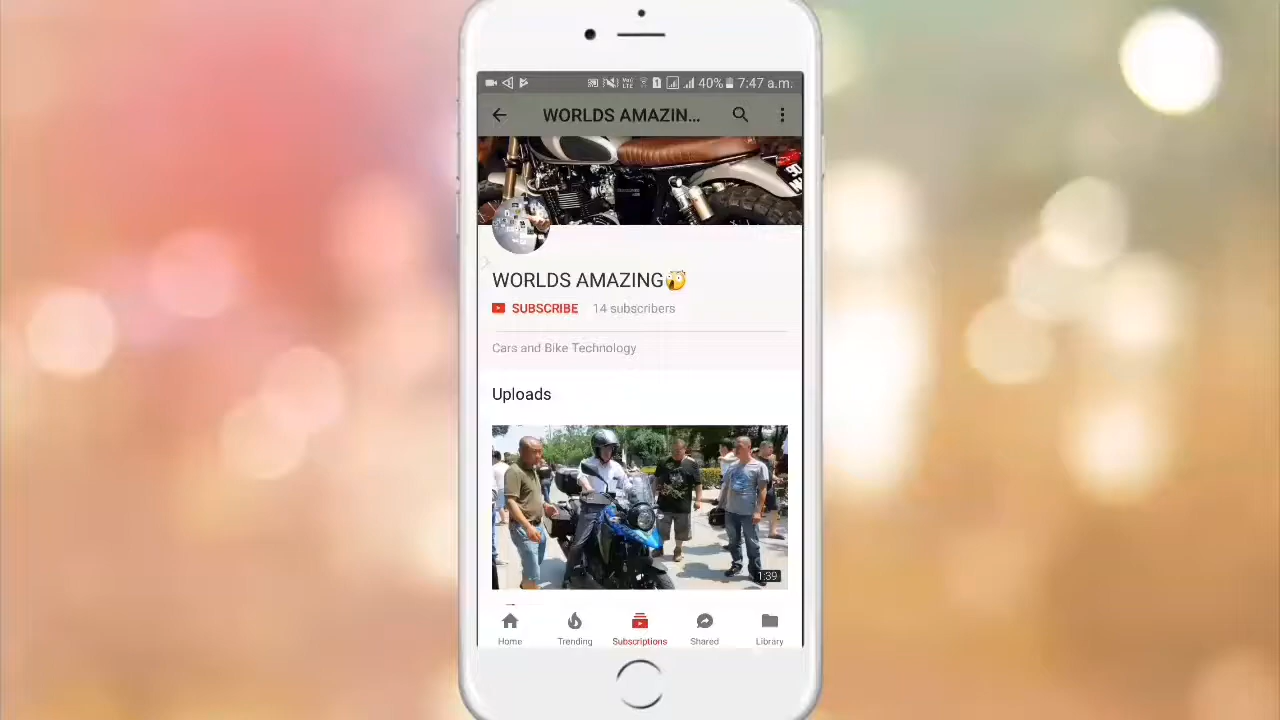 40% 7:47 a.m.
WORLDS AMAZIN...
WORLDS AMAZING😱
SUBSCRIBE 14 subscribers
Cars and Bike Technology
Uploads
1:39
Home Trending Subscriptions Shared Library